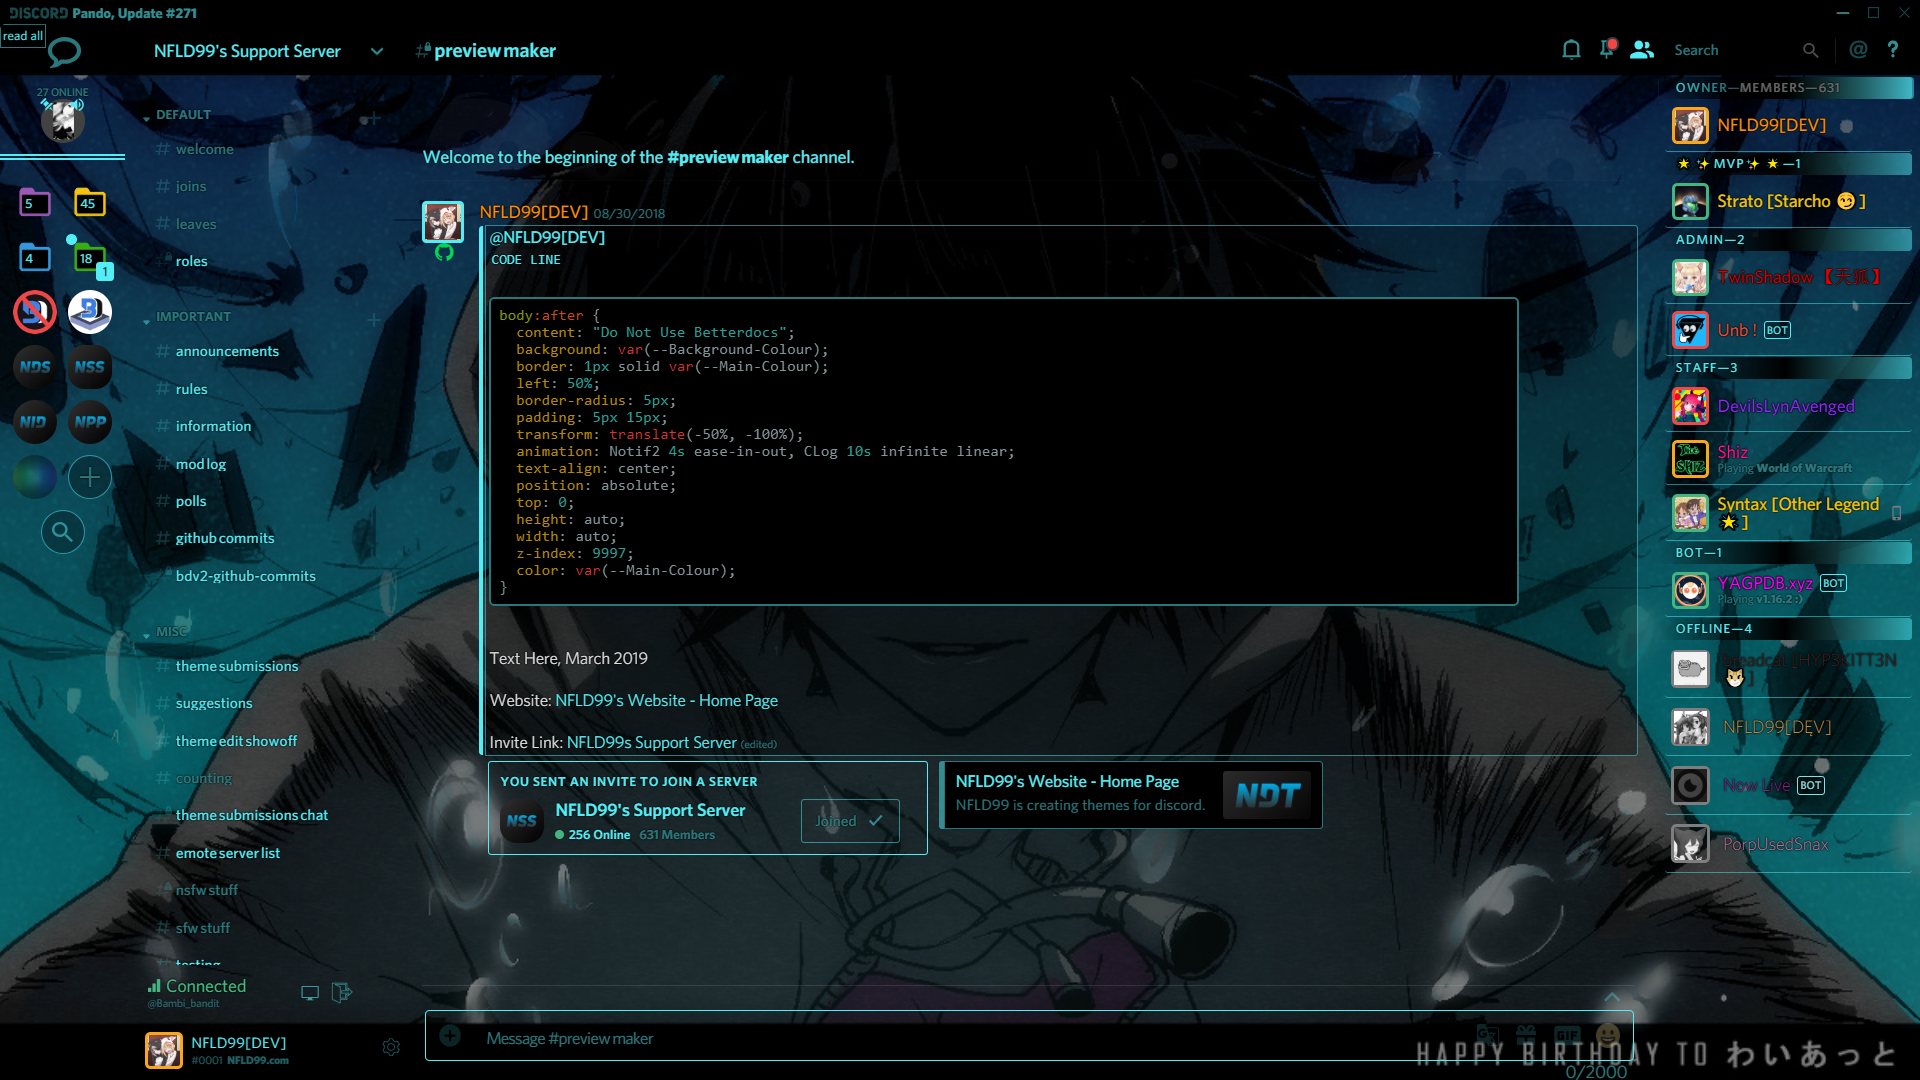 DISCORD Pando, Update #271
read all
NFLD99's Support Server
#preview maker
Search
@ ?
27 ONLINE
5
45
4
18
1
NDS
NSS
NID
NPP
DEFAULT
# welcome
# joins
# leaves
# roles
IMPORTANT
# announcements
# rules
# information
# mod log
# polls
# github commits
bdv2-github-commits
MISC
# theme submissions
# suggestions
# theme edit showoff
# counting
# theme submissions chat
# emote server list
nsfw stuff
# sfw stuff
# testing
Connected
@Bambi_bandit
NFLD99[DEV]
#0001 NFLD99.com
Welcome to the beginning of the #preview maker channel.
NFLD99[DEV] 08/30/2018
@NFLD99[DEV]
CODE LINE
body:after {
content: "Do Not Use Betterdocs";
background: var(--Background-Colour);
border: 1px solid var(--Main-Colour);
left: 50%;
border-radius: 5px;
padding: 5px 15px;
transform: translate(-50%, -100%);
animation: Notif2 4s ease-in-out, CLog 10s infinite linear;
text-align: center;
position: absolute;
top: 0;
height: auto;
width: auto;
z-index: 9997;
color: var(--Main-Colour);
}
Text Here, March 2019
Website: NFLD99's Website - Home Page
Invite Link: NFLD99s Support Server (edited)
YOU SENT AN INVITE TO JOIN A SERVER
NSS
NFLD99's Support Server
256 Online 631 Members
Joined
NFLD99's Website - Home Page
NFLD99 is creating themes for discord.
NDT
Message #preview maker
GIF
0/2000
HAPPY BIRTHDAY TO わいあっと
OWNER—MEMBERS—631
NFLD99[DEV]
MVP —1
Strato [Starcho 😏 ]
ADMIN—2
TwinShadow 【天狐】
Unb ! BOT
STAFF—3
DevilsLynAvenged
Shiz
Playing World of Warcraft
Syntax [Other Legend
🌟 ]
BOT—1
YAGPDB.xyz BOT
Playing v1.16.2 :)
OFFLINE—4
NFLD99[DEV]
Now Live BOT
PorpUsedSnax